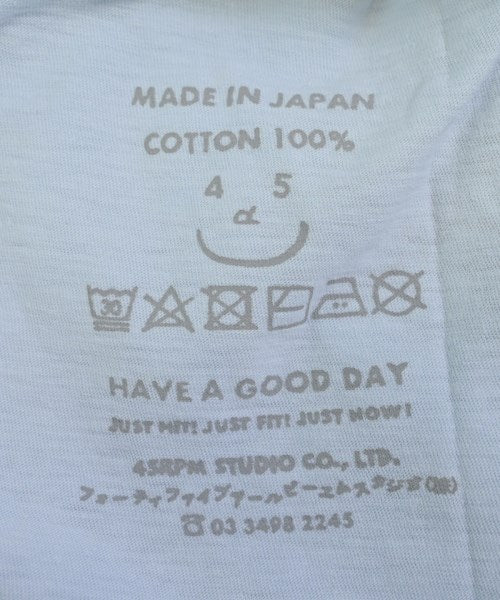 MADE IN JAPAN
COTTON 100%
4 5
α
30
HAVE A GOOD DAY
JUST HIT! JUST FIT! JUST NOW!
45RPM STUDIO CO., LTD.
フォーティファイブアールピーエムスタジオ(株)
☎ 03 3498 2245